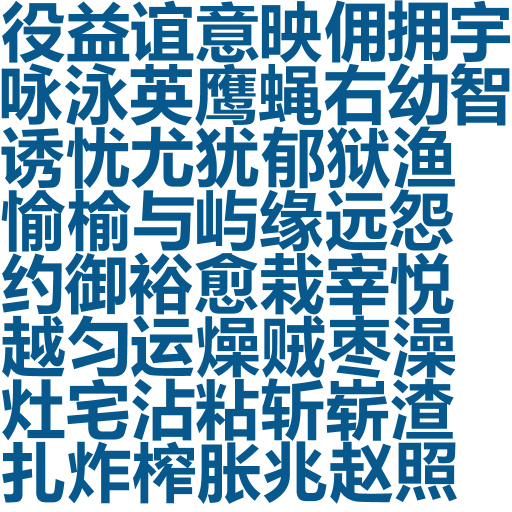 役益谊意映佣拥宇
咏泳英鹰蝇右幼智
诱忧尤犹郁狱渔
愉榆与屿缘远怨
约御裕愈栽宰悦
越匀运燥贼枣澡
灶宅沾粘斩崭渣
扎炸榨胀兆赵照